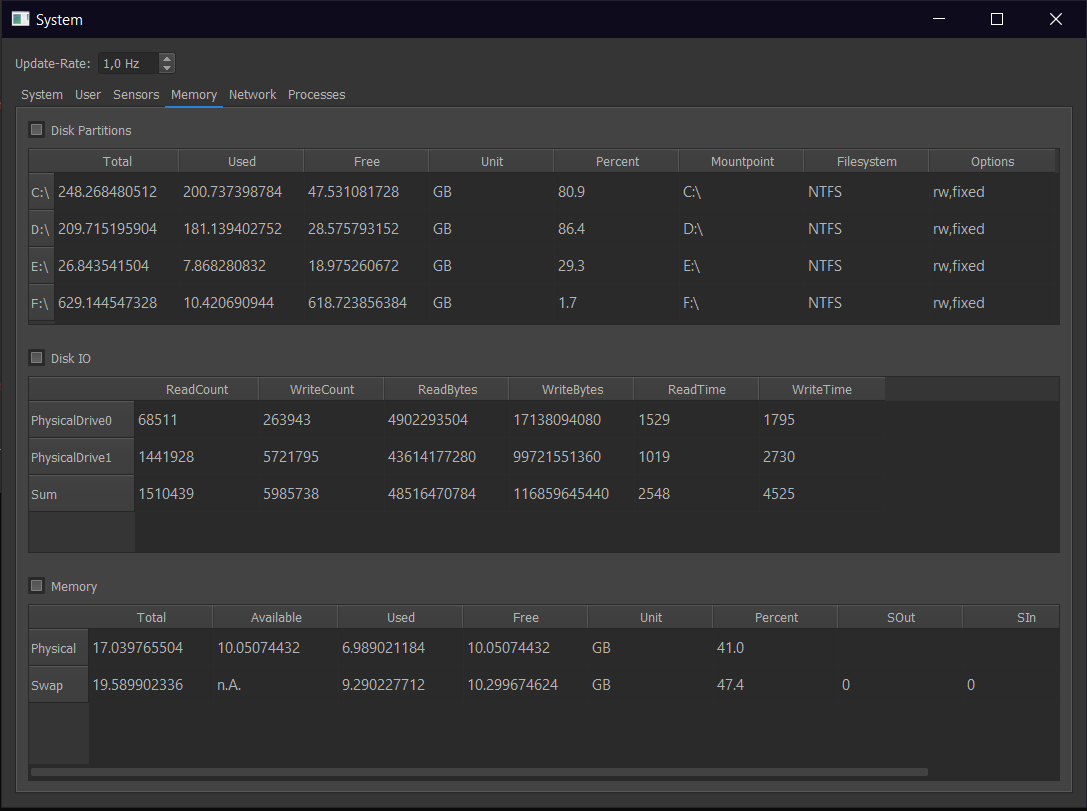 System
Update-Rate: 1,0 Hz
System User Sensors Memory Network Processes
Disk Partitions
Total Used Free Unit Percent Mountpoint Filesystem Options
C:\ 248.268480512 200.737398784 47.531081728 GB 80.9 C:\ NTFS rw,fixed
D:\ 209.715195904 181.139402752 28.575793152 GB 86.4 D:\ NTFS rw,fixed
E:\ 26.843541504 7.868280832 18.975260672 GB 29.3 E:\ NTFS rw,fixed
F:\ 629.144547328 10.420690944 618.723856384 GB 1.7 F:\ NTFS rw,fixed
Disk IO
ReadCount WriteCount ReadBytes WriteBytes ReadTime WriteTime
PhysicalDrive0 68511 263943 4902293504 17138094080 1529 1795
PhysicalDrive1 1441928 5721795 43614177280 99721551360 1019 2730
Sum 1510439 5985738 48516470784 116859645440 2548 4525
Memory
Total Available Used Free Unit Percent SOut SIn
Physical 17.039765504 10.05074432 6.989021184 10.05074432 GB 41.0
Swap 19.589902336 n.A. 9.290227712 10.299674624 GB 47.4 0 0